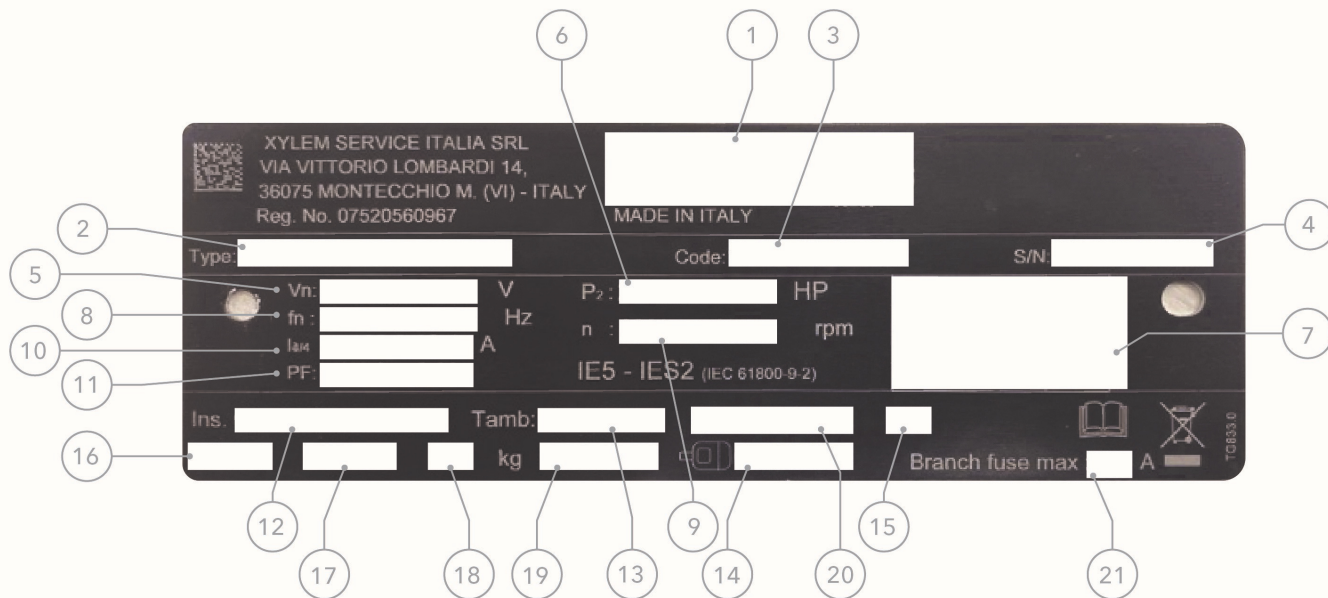 6 1 3
XYLEM SERVICE ITALIA SRL
VIA VITTORIO LOMBARDI 14,
36075 MONTECCHIO M. (VI) - ITALY
Reg. No. 07520560967 MADE IN ITALY
2 4
Type: Code: S/N:
5 Vn: V P₂ : HP
8 fn : Hz
n : rpm 7
10 I4/4 A
11 PF: IE5 - IES2 (IEC 61800-9-2)
Ins. Tamb:
TG833.0
16 kg Branch fuse max A
12 9 15
17 18 19 13 14 20 21